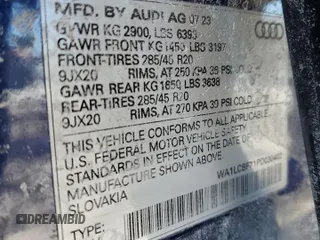 MFD. BY AUDI AG 07 23
GVWR KG 2900, LBS 6393
GAWR FRONT KG 1450 LBS 3197
FRONT-TIRES 285/45 R20
9JX20 RIMS, AT 250 KPA 36 PSI COLD
GAWR REAR KG 1650 LBS 3638
REAR-TIRES 285/45 R20
9JX20 RIMS, AT 270 KPA 39 PSI COLD
THIS VEHICLE CONFORMS TO ALL
U.S. FEDERAL MOTOR VEHICLE
SAFETY
STANDARDS IN EFFECT ON THE DATE
OF
SHOWN ABOVE.
SLOVAKIA
AUTHORIZED
DREAMBID